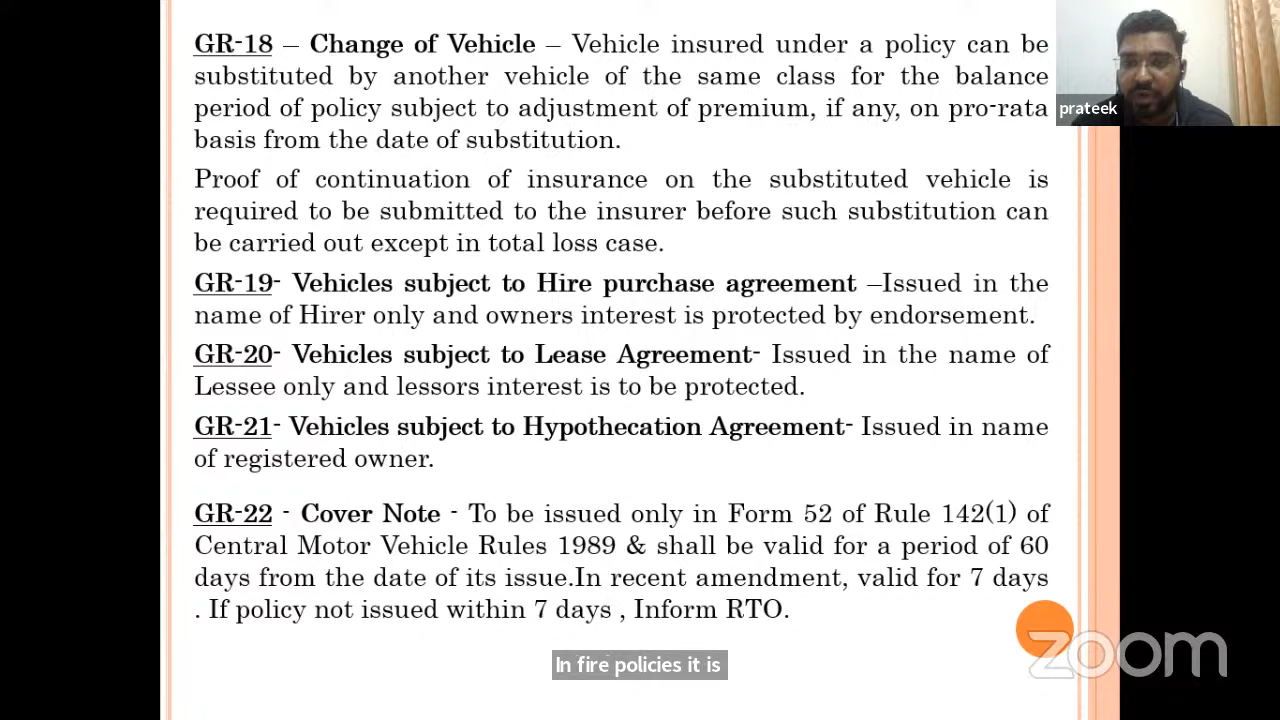 GR-18 – Change of Vehicle – Vehicle insured under a policy can be
substituted by another vehicle of the same class for the balance
period of policy subject to adjustment of premium, if any, on pro-rata
basis from the date of substitution.
Proof of continuation of insurance on the substituted vehicle is
required to be submitted to the insurer before such substitution can
be carried out except in total loss case.
GR-19- Vehicles subject to Hire purchase agreement –Issued in the
name of Hirer only and owners interest is protected by endorsement.
GR-20- Vehicles subject to Lease Agreement- Issued in the name of
Lessee only and lessors interest is to be protected.
GR-21- Vehicles subject to Hypothecation Agreement- Issued in name
of registered owner.
GR-22 - Cover Note - To be issued only in Form 52 of Rule 142(1) of
Central Motor Vehicle Rules 1989 & shall be valid for a period of 60
days from the date of its issue.In recent amendment, valid for 7 days
. If policy not issued within 7 days , Inform RTO.
prateek
zoom
In fire policies it is